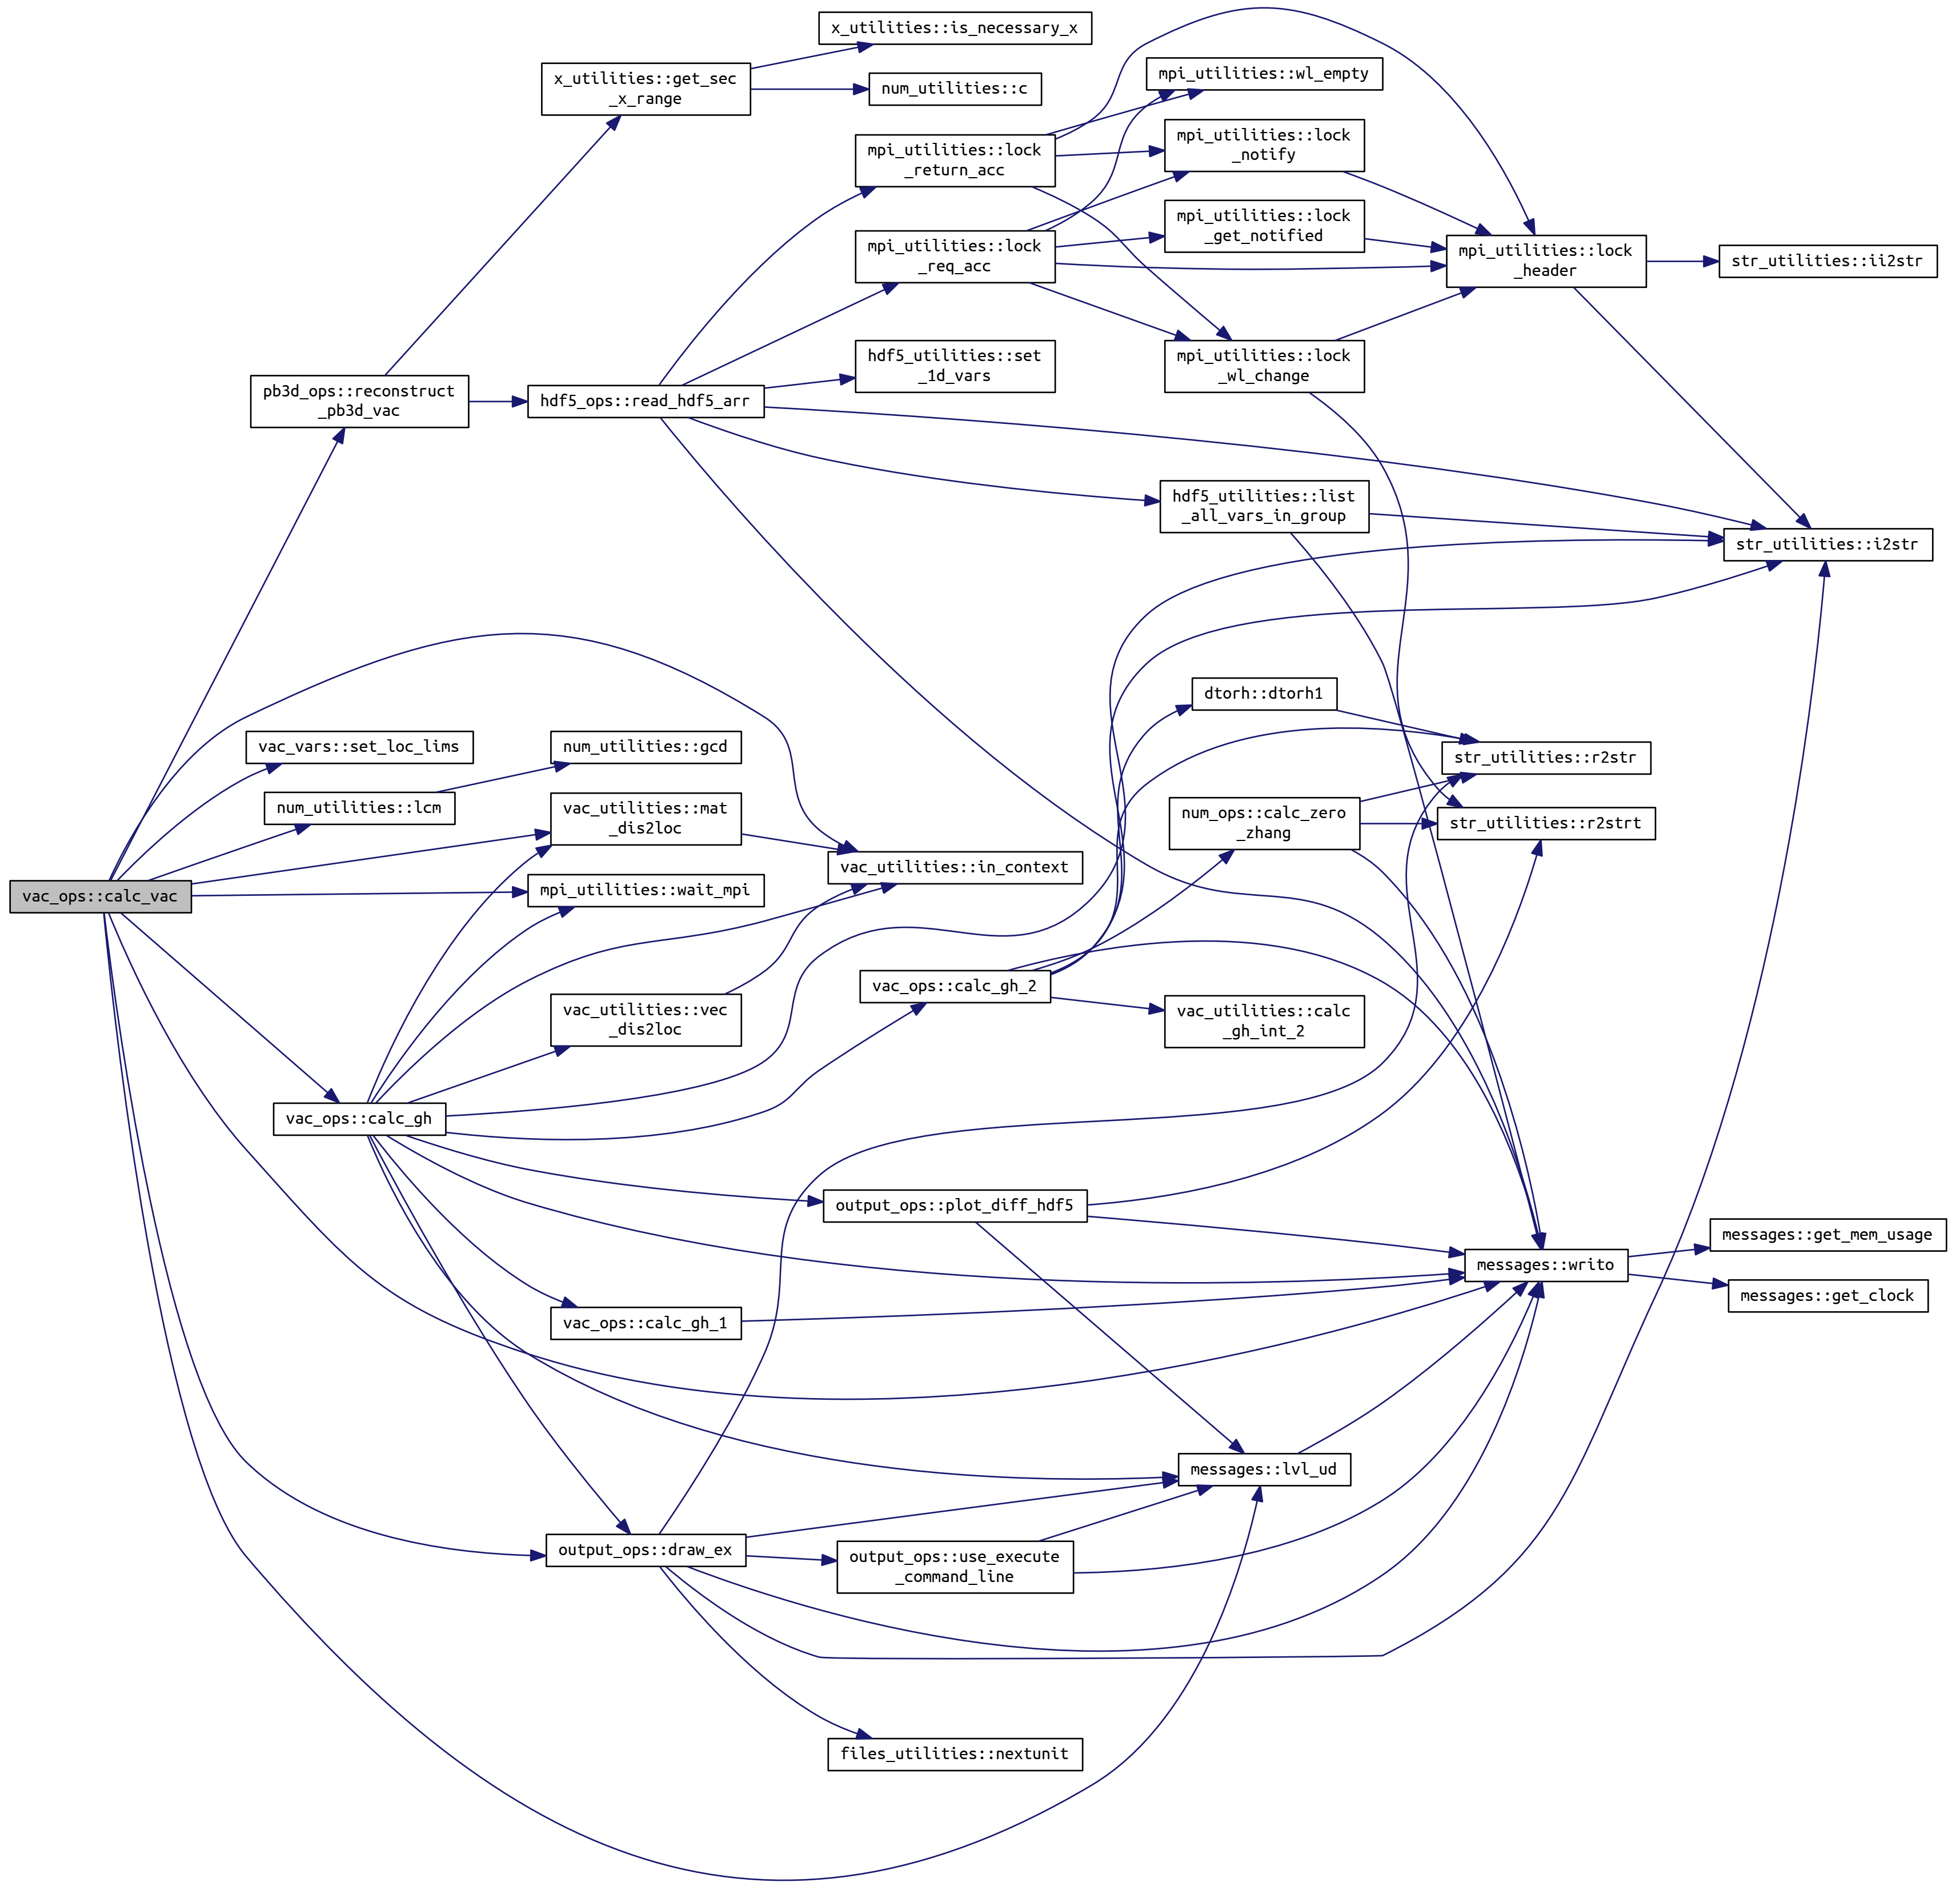 x_utilities::is_necessary_x
x_utilities::get_sec
_x_range
num_utilities::c
mpi_utilities::wl_empty
mpi_utilities::lock
_return_acc
mpi_utilities::lock
_notify
mpi_utilities::lock
_get_notified
mpi_utilities::lock
_req_acc
mpi_utilities::lock
_header
str_utilities::ii2str
mpi_utilities::lock
_wl_change
hdf5_utilities::set
_1d_vars
pb3d_ops::reconstruct
_pb3d_vac
hdf5_ops::read_hdf5_arr
hdf5_utilities::list
_all_vars_in_group
str_utilities::i2str
dtorh::dtorh1
vac_vars::set_loc_lims
num_utilities::gcd
str_utilities::r2str
num_utilities::lcm
vac_utilities::mat
_dis2loc
num_ops::calc_zero
_zhang
str_utilities::r2strt
vac_utilities::in_context
vac_ops::calc_vac
mpi_utilities::wait_mpi
vac_ops::calc_gh_2
vac_utilities::vec
_dis2loc
vac_utilities::calc
_gh_int_2
vac_ops::calc_gh
output_ops::plot_diff_hdf5
messages::get_mem_usage
messages::writo
messages::get_clock
vac_ops::calc_gh_1
messages::lvl_ud
output_ops::draw_ex
output_ops::use_execute
_command_line
files_utilities::nextunit